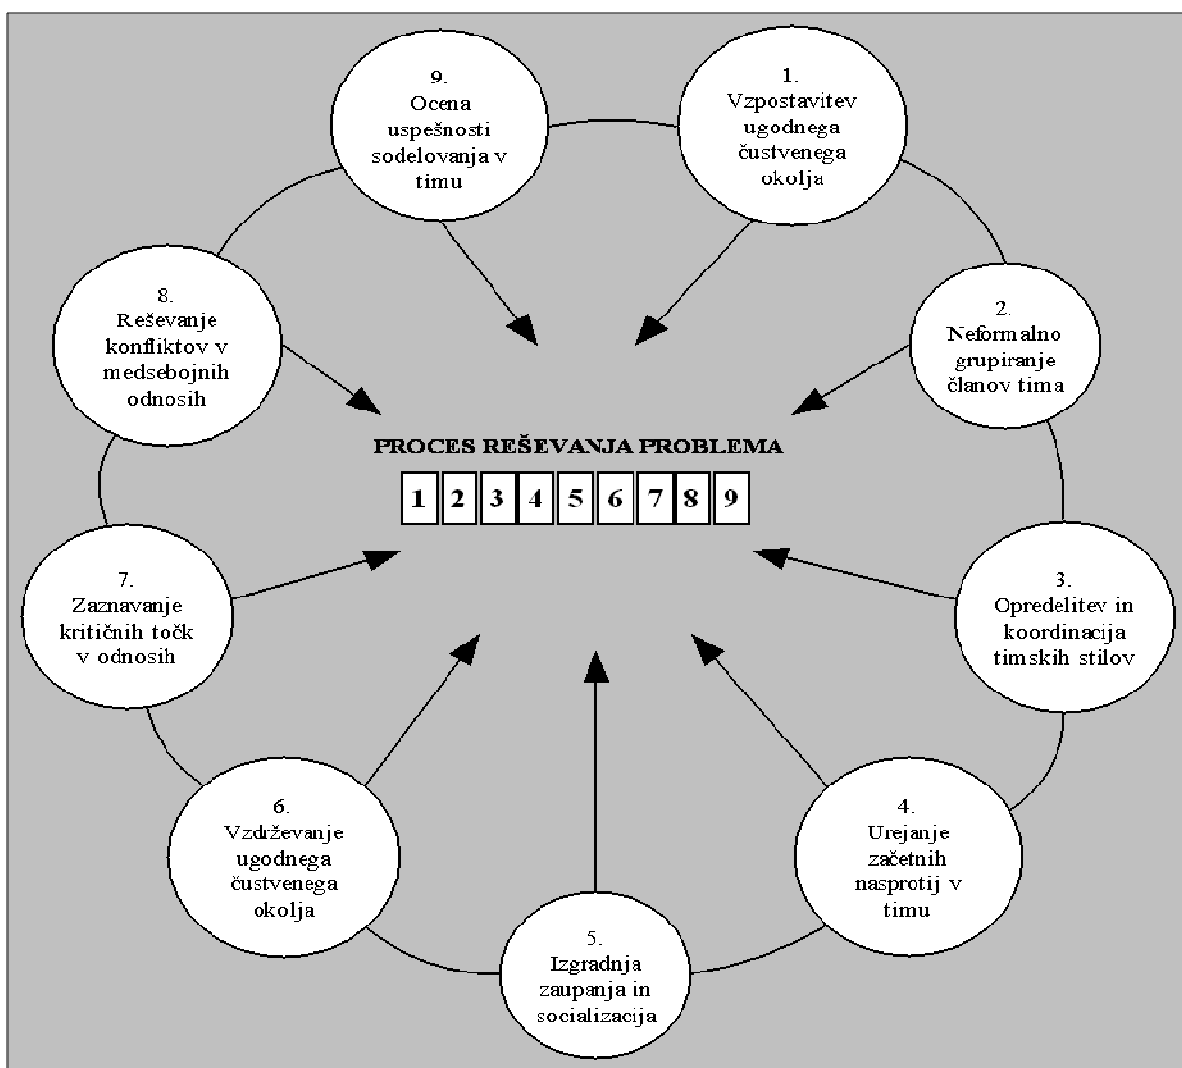 1.
Vzpostavitev
ugodnega
čustvenega
okolja
2.
Neformalno
grupiranje
članov tima
3.
Opredelitev in
koordinacija
timskih stilov
4.
Urejanje
začetnih
nasprotij v
timu
5.
Izgradnja
zaupanja in
socializacija
6.
Vzdrževanje
ugodnega
čustvenega
okolja
7.
Zaznavanje
kritičnih točk
v odnosih
8.
Reševanje
konfliktov v
medsebojnih
odnosih
9.
Ocena
uspešnosti
sodelovanja v
timu
PROCES REŠEVANJA PROBLEMA
1 2 3 4 5 6 7 8 9